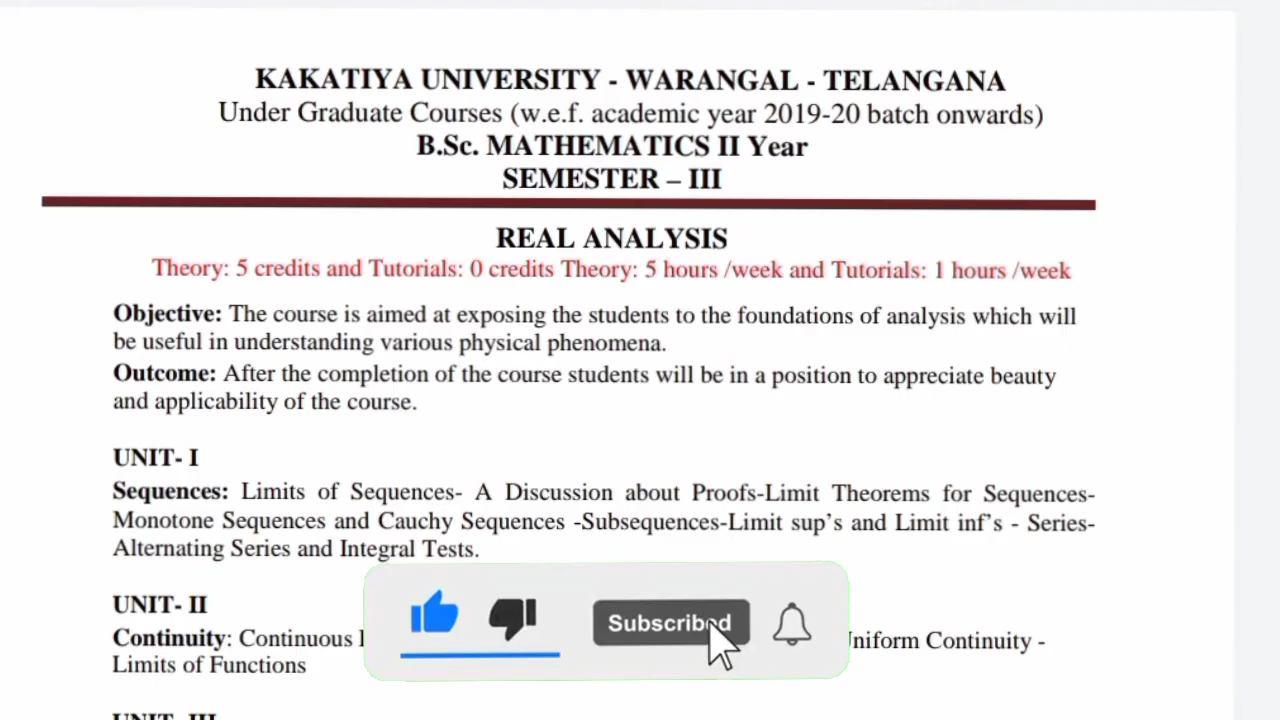 KAKATIYA UNIVERSITY - WARANGAL - TELANGANA
Under Graduate Courses (w.e.f. academic year 2019-20 batch onwards)
B.Sc. MATHEMATICS II Year
SEMESTER – III
REAL ANALYSIS
Theory: 5 credits and Tutorials: 0 credits Theory: 5 hours /week and Tutorials: 1 hours /week
Objective: The course is aimed at exposing the students to the foundations of analysis which will
be useful in understanding various physical phenomena.
Outcome: After the completion of the course students will be in a position to appreciate beauty
and applicability of the course.
UNIT- I
Sequences: Limits of Sequences- A Discussion about Proofs-Limit Theorems for Sequences-
Monotone Sequences and Cauchy Sequences -Subsequences-Limit sup’s and Limit inf’s - Series-
Alternating Series and Integral Tests.
UNIT- II
Continuity: Continuous Uniform Continuity -
Limits of Functions
Subscribed
UNIT- III